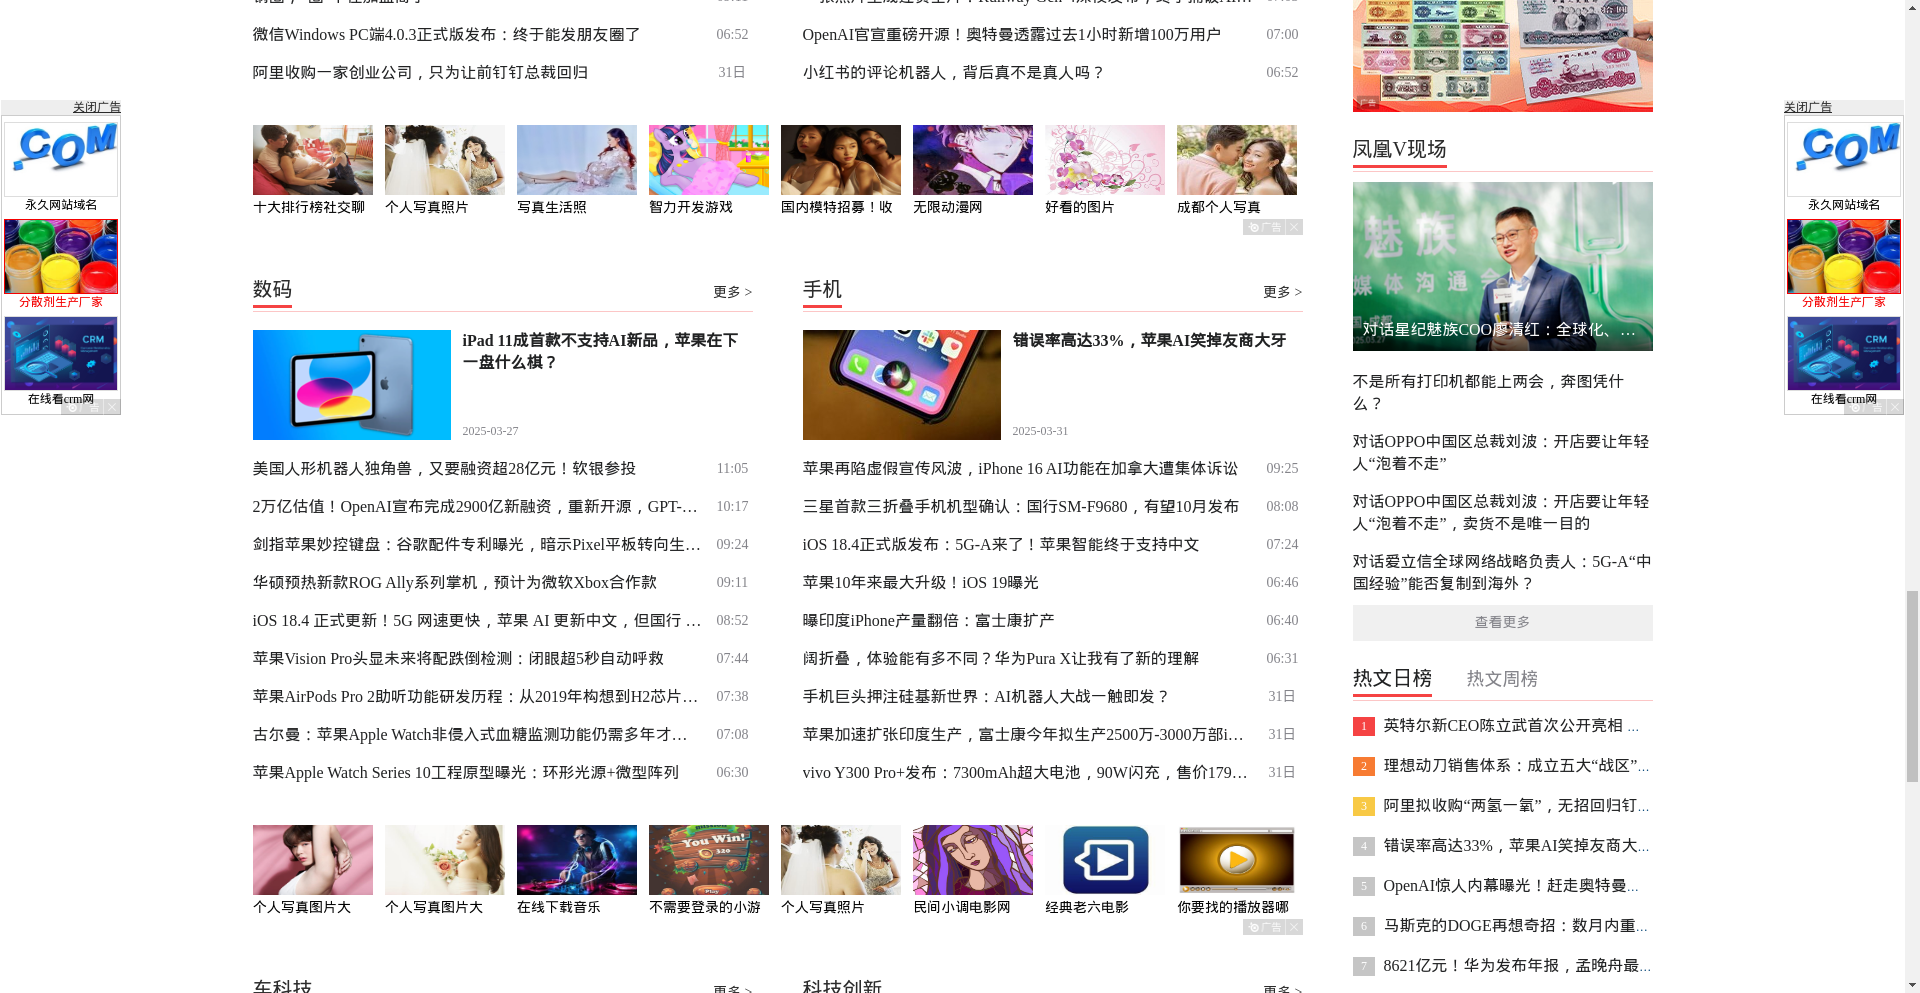 微信Windows PC端4.0.3正式版发布：终于能发朋友圈了 06:52
阿里收购一家创业公司，只为让前钉钉总裁回归 31日
OpenAI官宣重磅开源！奥特曼透露过去1小时新增100万用户 07:00
小红书的评论机器人，背后真不是真人吗？ 06:52
广告
关闭广告
永久网站域名
分散剂生产厂家
CRM
在线看crm网
广告
十大排行榜社交聊
个人写真照片
写真生活照
智力开发游戏
国内模特招募！收
无限动漫网
好看的图片
成都个人写真
广告
数码
更多 >
iPad 11成首款不支持AI新品，苹果在下
一盘什么棋？
2025-03-27
美国人形机器人独角兽，又要融资超28亿元！软银参投 11:05
2万亿估值！OpenAI宣布完成2900亿新融资，重新开源，GPT-… 10:17
剑指苹果妙控键盘：谷歌配件专利曝光，暗示Pixel平板转向生… 09:24
华硕预热新款ROG Ally系列掌机，预计为微软Xbox合作款 09:11
iOS 18.4 正式更新！5G 网速更快，苹果 AI 更新中文，但国行 … 08:52
苹果Vision Pro头显未来将配跌倒检测：闭眼超5秒自动呼救 07:44
苹果AirPods Pro 2助听功能研发历程：从2019年构想到H2芯片… 07:38
古尔曼：苹果Apple Watch非侵入式血糖监测功能仍需多年才… 07:08
苹果Apple Watch Series 10工程原型曝光：环形光源+微型阵列 06:30
手机
更多 >
错误率高达33%，苹果AI笑掉友商大牙
2025-03-31
苹果再陷虚假宣传风波，iPhone 16 AI功能在加拿大遭集体诉讼 09:25
三星首款三折叠手机机型确认：国行SM-F9680，有望10月发布 08:08
iOS 18.4正式版发布：5G-A来了！苹果智能终于支持中文 07:24
苹果10年来最大升级！iOS 19曝光 06:46
曝印度iPhone产量翻倍：富士康扩产 06:40
阔折叠，体验能有多不同？华为Pura X让我有了新的理解 06:31
手机巨头押注硅基新世界：AI机器人大战一触即发？ 31日
苹果加速扩张印度生产，富士康今年拟生产2500万-3000万部i… 31日
vivo Y300 Pro+发布：7300mAh超大电池，90W闪充，售价179… 31日
个人写真图片大
个人写真图片大
在线下载音乐
不需要登录的小游
个人写真照片
民间小调电影网
经典老六电影
你要找的播放器哪
You Win!
320
Play
广告
车科技
更多 >
科技创新
更多 >
凤凰V现场
魅族
媒体沟通会
对话星纪魅族COO廖清红：全球化、…
不是所有打印机都能上两会，奔图凭什
么？
对话OPPO中国区总裁刘波：开店要让年轻
人“泡着不走”
对话OPPO中国区总裁刘波：开店要让年轻
人“泡着不走”，卖货不是唯一目的
对话爱立信全球网络战略负责人：5G-A“中
国经验”能否复制到海外？
查看更多
热文日榜
热文周榜
1 英特尔新CEO陈立武首次公开亮相 …
2 理想动刀销售体系：成立五大“战区”…
3 阿里拟收购“两氢一氧”，无招回归钉…
4 错误率高达33%，苹果AI笑掉友商大…
5 OpenAI惊人内幕曝光！赶走奥特曼…
6 马斯克的DOGE再想奇招：数月内重…
7 8621亿元！华为发布年报，孟晚舟最…
关闭广告
永久网站域名
分散剂生产厂家
CRM
在线看crm网
广告